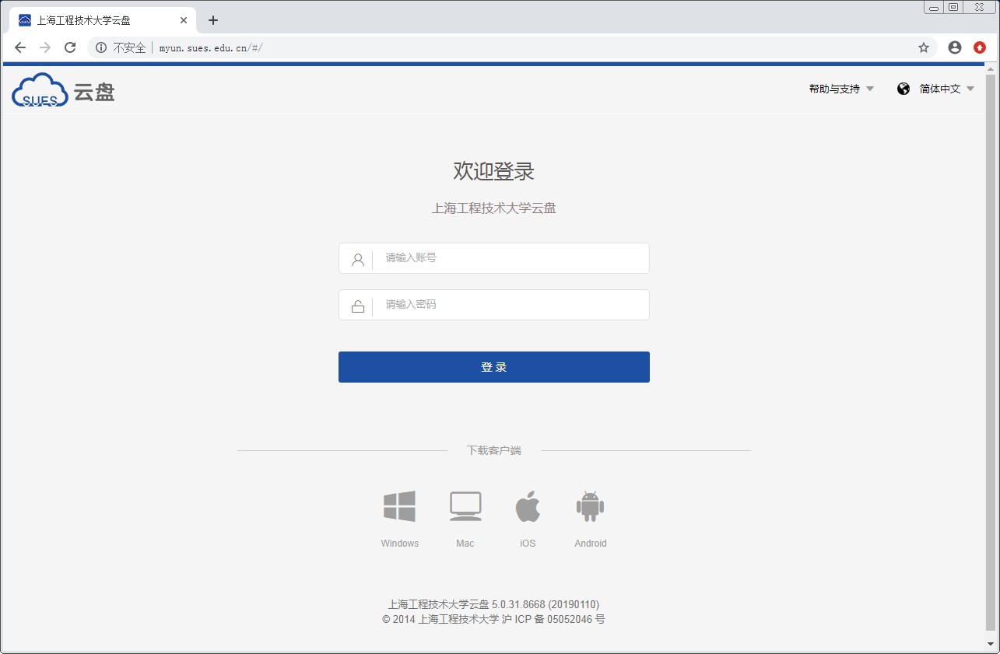 上海工程技术大学云盘
不安全 myun.sues.edu.cn/#/
SUES 云盘
帮助与支持 简体中文
欢迎登录
上海工程技术大学云盘
请输入账号
请输入密码
登 录
下载客户端
Windows Mac iOS Android
上海工程技术大学云盘 5.0.31.8668 (20190110)
© 2014 上海工程技术大学 沪 ICP 备 05052046 号